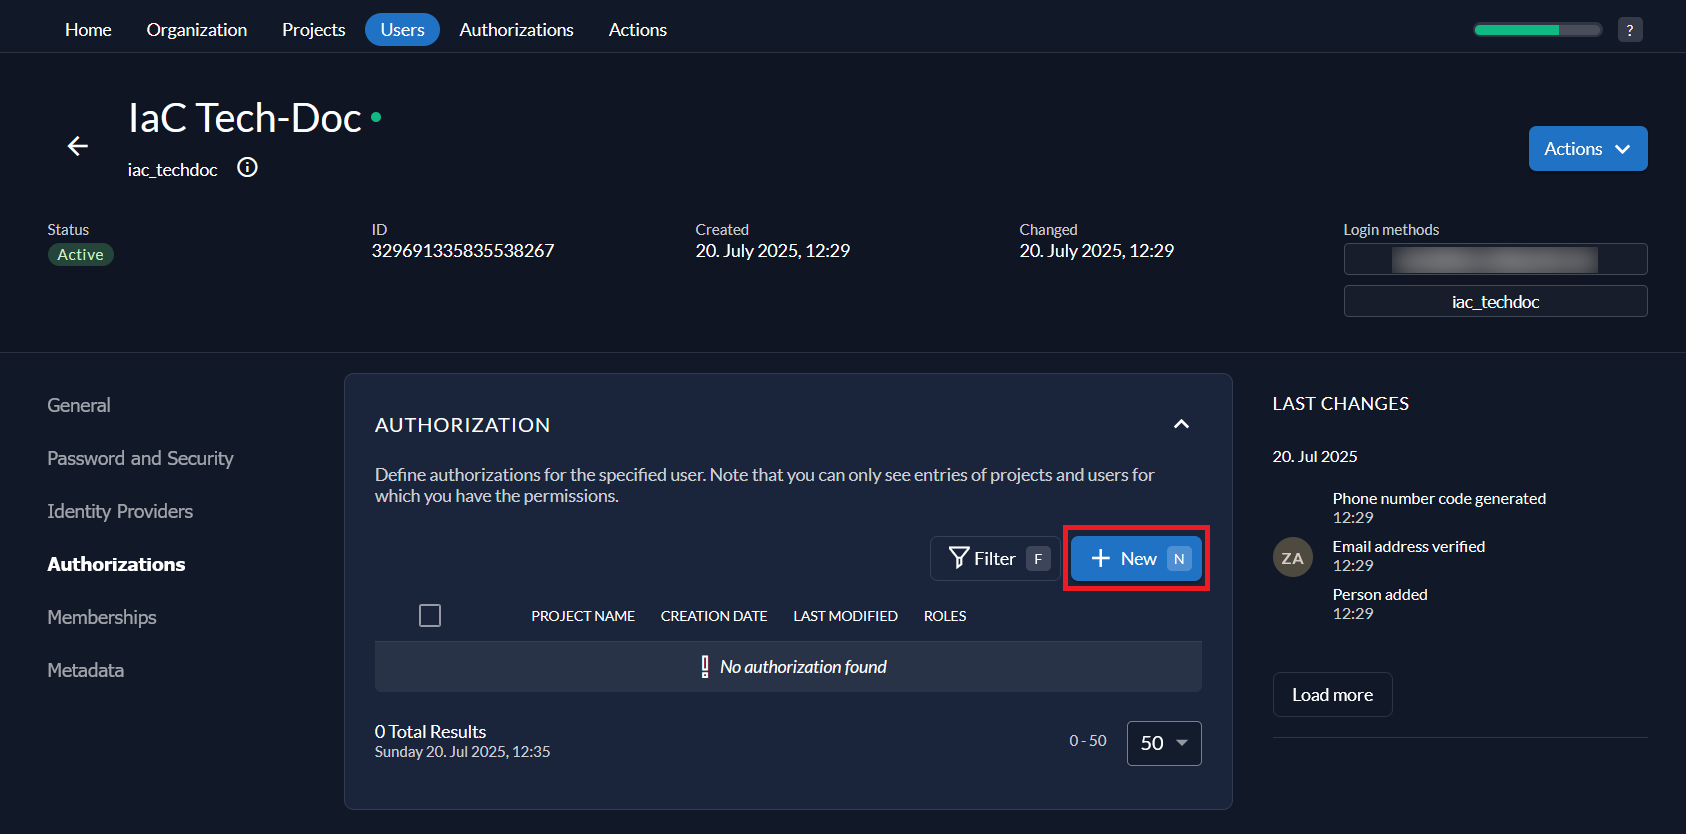 Home Organization Projects Users Authorizations Actions ?
IaC Tech-Doc
iac_techdoc
Actions
Status ID Created Changed Login methods
Active 329691335835538267 20. July 2025, 12:29 20. July 2025, 12:29
iac_techdoc
General
Password and Security
Identity Providers
Authorizations
Memberships
Metadata
AUTHORIZATION
Define authorizations for the specified user. Note that you can only see entries of projects and users for
which you have the permissions.
Filter F + New N
PROJECT NAME CREATION DATE LAST MODIFIED ROLES
No authorization found
0 Total Results
Sunday 20. Jul 2025, 12:35
0 - 50 50
LAST CHANGES
20. Jul 2025
ZA
Phone number code generated
12:29
Email address verified
12:29
Person added
12:29
Load more